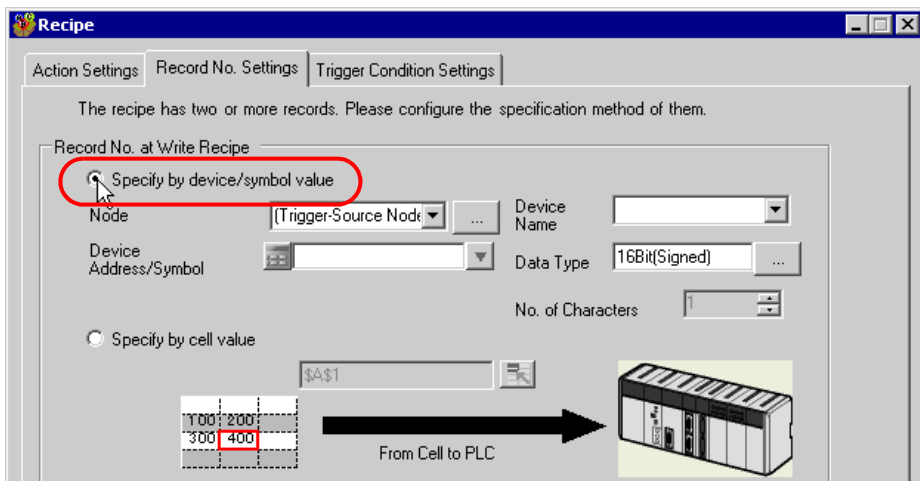 Recipe
Action Settings Record No. Settings Trigger Condition Settings
The recipe has two or more records. Please configure the specification method of them.
Record No. at Write Recipe
Specify by device/symbol value
Node (Trigger-Source Node ... Device Name
Device Address/Symbol Data Type 16Bit(Signed) ...
No. of Characters 1
Specify by cell value
$A$1
100 200
300 400
From Cell to PLC